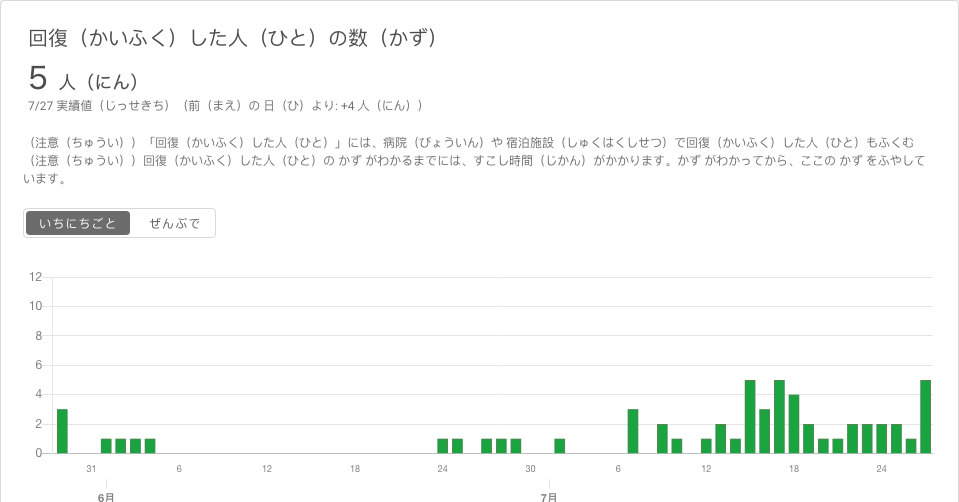 回復（かいふく）した人（ひと）の数（かず）
5 人（にん）
7/27 実績値（じっせきち）（前（まえ）の 日（ひ）より: +4 人（にん））
（注意（ちゅうい））「回復（かいふく）した人（ひと）」には、病院（びょういん）や 宿泊施設（しゅくはくしせつ）で回復（かいふく）した人（ひと）もふくむ
（注意（ちゅうい））回復（かいふく）した人（ひと）の かず がわかるまでには、すこし時間（じかん）がかかります。かず がわかってから、ここの かず をふやして
います。
いちにちごと ぜんぶで
12
10
8
6
4
2
0
31 6 12 18 24 30 6 12 18 24
6月 7月